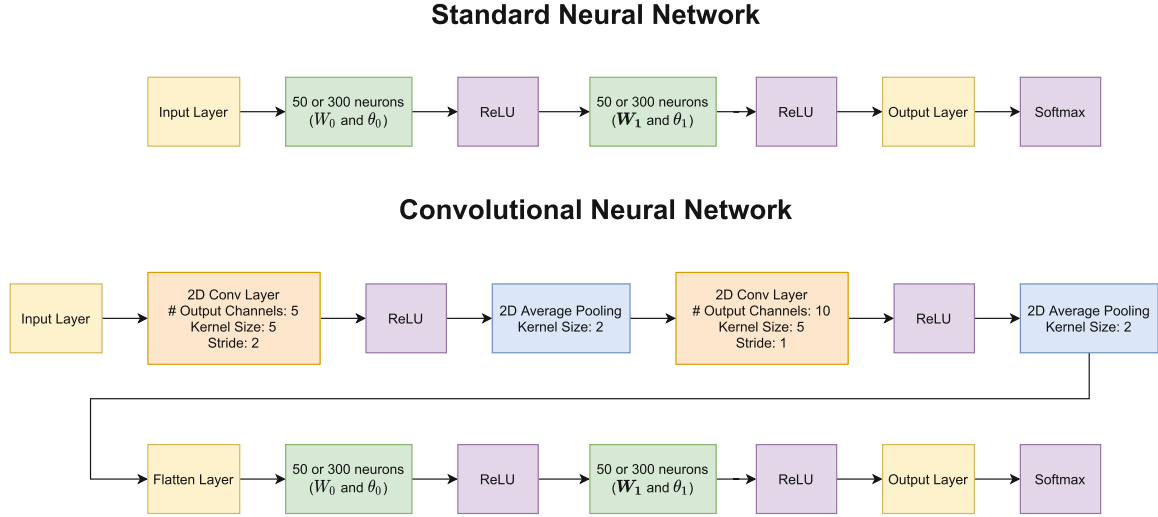 Standard Neural Network
Input Layer
50 or 300 neurons
(W₀ and θ₀)
ReLU
50 or 300 neurons
(W₁ and θ₁)
ReLU
Output Layer
Softmax
Convolutional Neural Network
Input Layer
2D Conv Layer
# Output Channels: 5
Kernel Size: 5
Stride: 2
ReLU
2D Average Pooling
Kernel Size: 2
2D Conv Layer
# Output Channels: 10
Kernel Size: 5
Stride: 1
ReLU
2D Average Pooling
Kernel Size: 2
Flatten Layer
50 or 300 neurons
(W₀ and θ₀)
ReLU
50 or 300 neurons
(W₁ and θ₁)
ReLU
Output Layer
Softmax